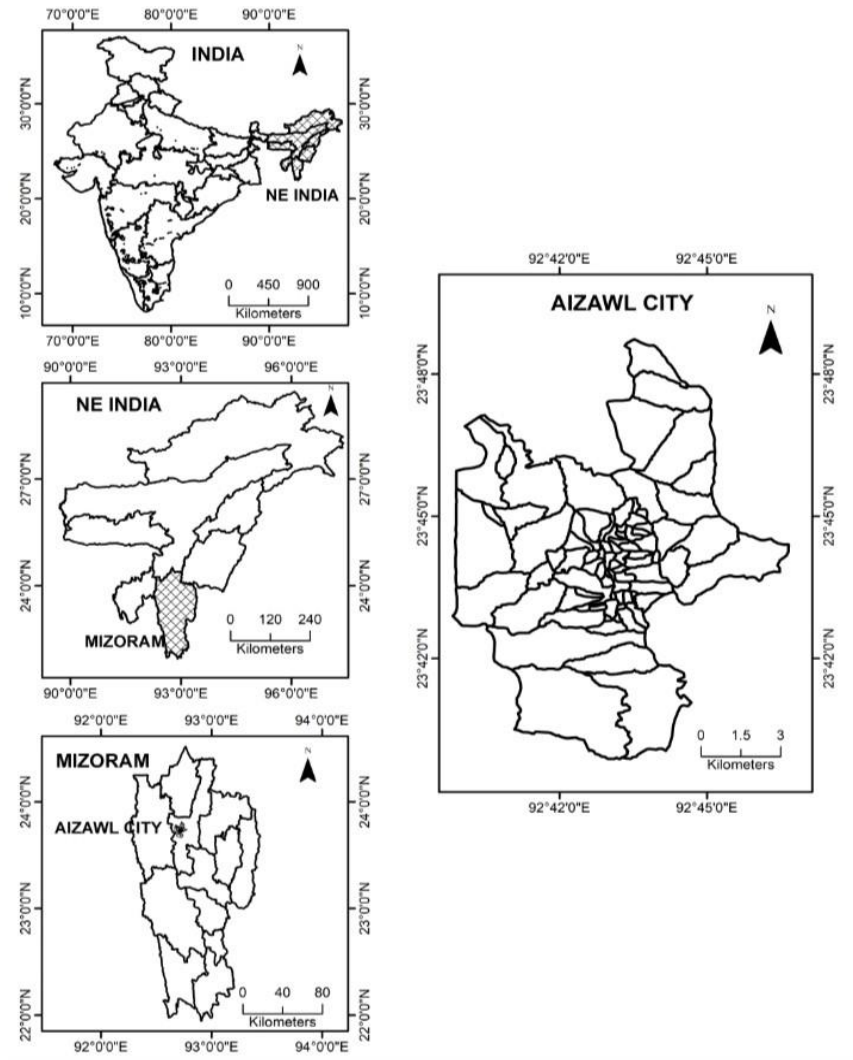 70°0'0"E 80°0'0"E 90°0'0"E
N
INDIA
30°0'0"N 30°0'0"N
NE INDIA
20°0'0"N 20°0'0"N
0 450 900
Kilometers
10°0'0"N 10°0'0"N
70°0'0"E 80°0'0"E 90°0'0"E
90°0'0"E 93°0'0"E 96°0'0"E
N
NE INDIA
27°0'0"N 27°0'0"N
24°0'0"N 24°0'0"N
0 120 240
MIZORAM
Kilometers
90°0'0"E 93°0'0"E 96°0'0"E
92°0'0"E 93°0'0"E 94°0'0"E
N
MIZORAM
24°0'0"N 24°0'0"N
AIZAWL CITY
23°0'0"N 23°0'0"N
0 40 80
Kilometers
22°0'0"N 22°0'0"N
92°0'0"E 93°0'0"E 94°0'0"E
92°42'0"E 92°45'0"E
AIZAWL CITY
N
23°48'0"N 23°48'0"N
23°45'0"N 23°45'0"N
23°42'0"N 23°42'0"N
0 1.5 3
Kilometers
92°42'0"E 92°45'0"E